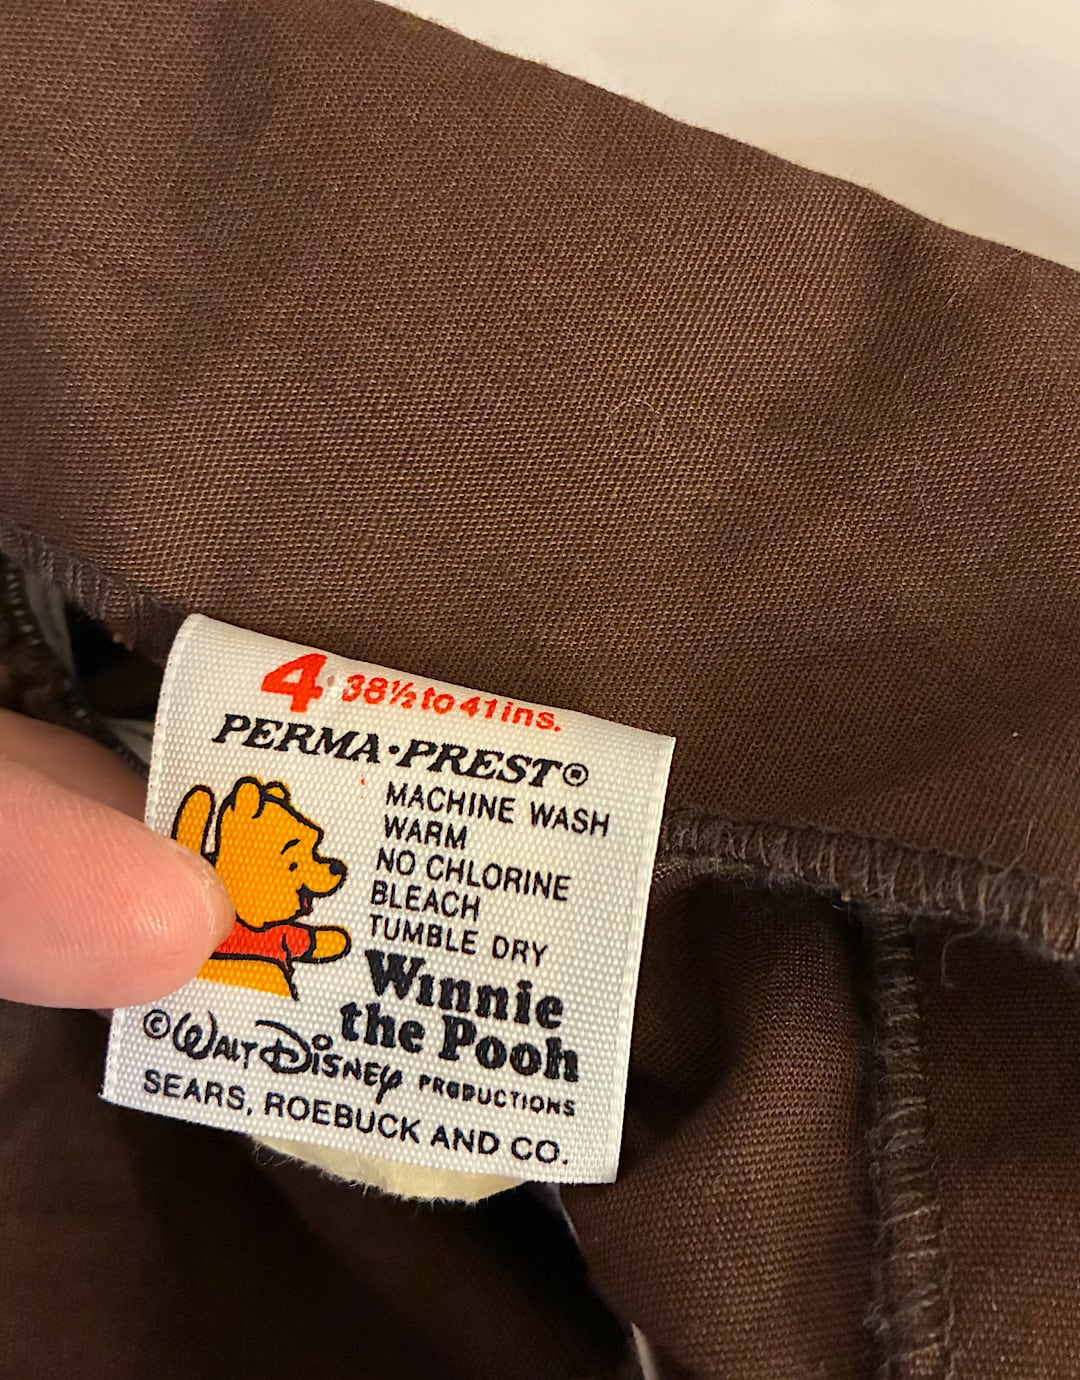 4 38½ to 41 ins.
PERMA·PREST®
MACHINE WASH
WARM
NO CHLORINE
BLEACH
TUMBLE DRY
Winnie
the Pooh
© WALT DISNEY PRODUCTIONS
SEARS, ROEBUCK AND CO.